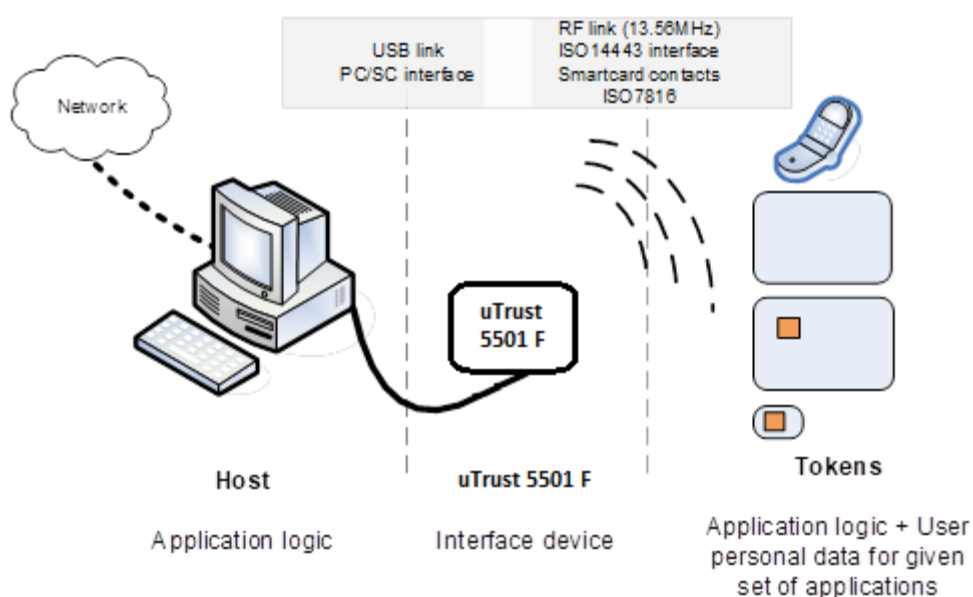 USB link
PC/SC interface
RF link (13.56MHz)
ISO14443 interface
Smartcard contacts
ISO7816
Network
uTrust
5501 F
Host
uTrust 5501 F
Tokens
Application logic
Interface device
Application logic + User
personal data for given
set of applications